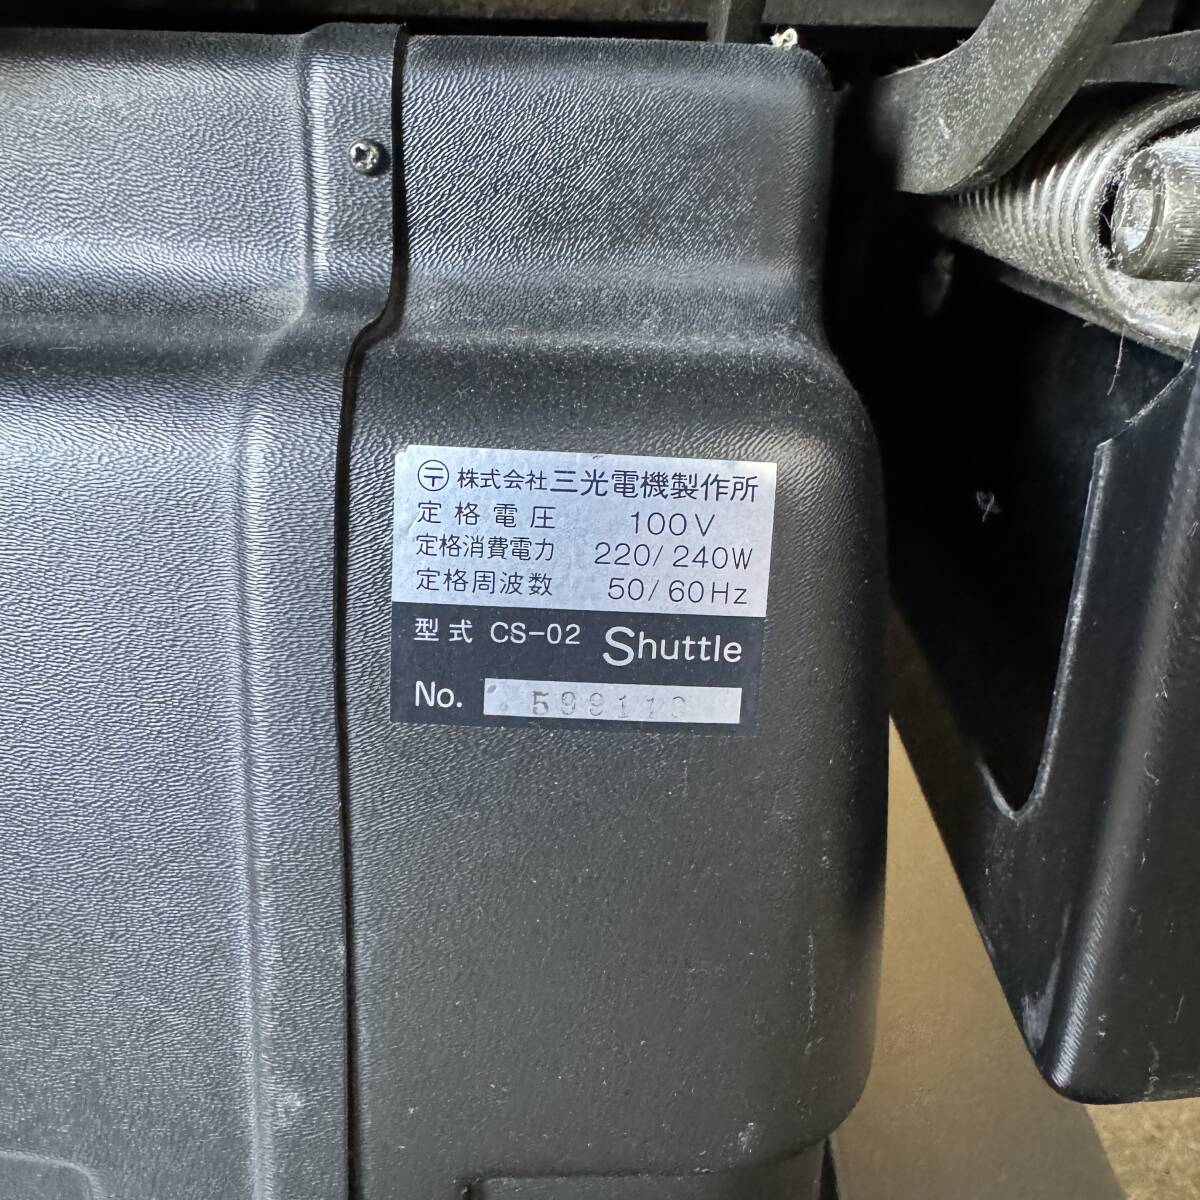 〒 株式会社 三光電機製作所
定格電圧 100V
定格消費電力 220/240W
定格周波数 50/60Hz
型式 CS-02 Shuttle
No.